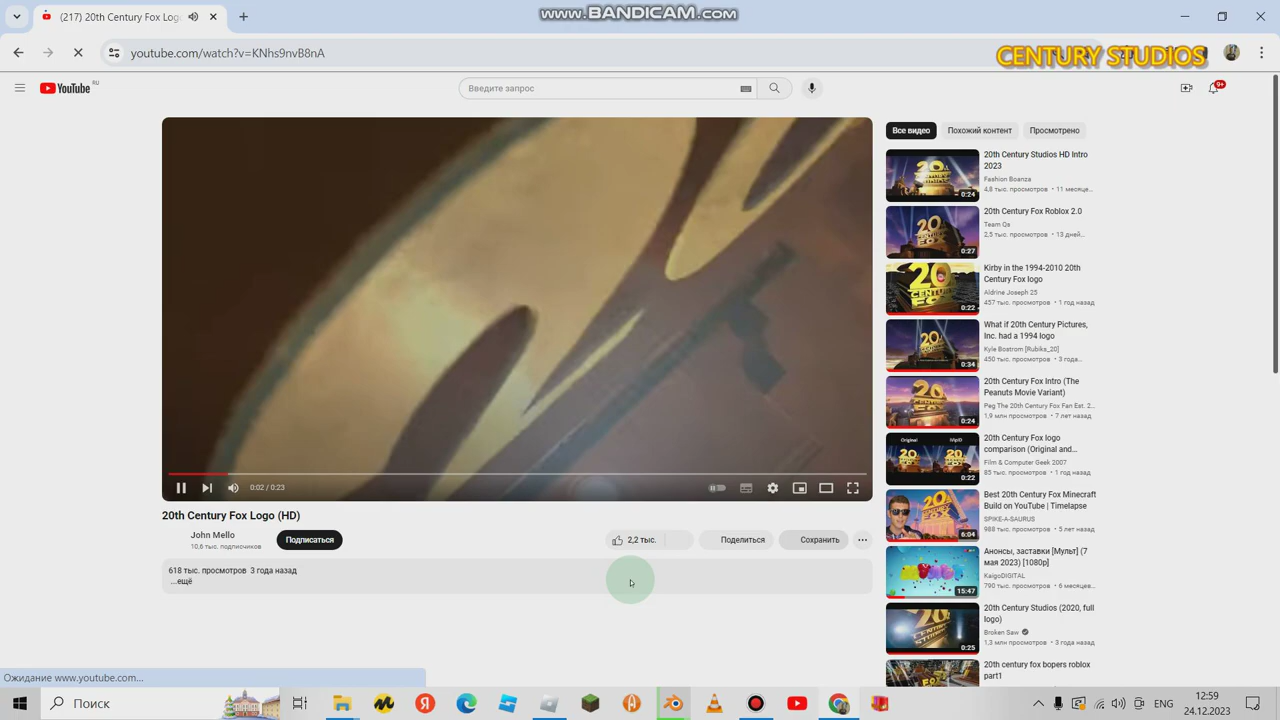 WWW.BANDICAM.COM
(217) 20th Century Fox Logo
youtube.com/watch?v=KNhs9nvB8nA
CENTURY STUDIOS
YouTube 4U
Введите запрос
9+
Все видео
Похожий контент
Просмотрено
20th Century Studios HD Intro
2023
Fashion Boanza
4,8 тыс. просмотров • 11 месяце...
0:24
20th Century Fox Roblox 2.0
Team Qs
2,5 тыс. просмотров • 13 дней...
0:27
Kirby in the 1994-2010 20th
Century Fox logo
Aldrine Joseph 25
457 тыс. просмотров • 1 год назад
0:22
What if 20th Century Pictures,
Inc. had a 1994 logo
Kyle Bostrom [Rubiks_20]
450 тыс. просмотров • 3 года...
0:34
20th Century Fox Intro (The
Peanuts Movie Variant)
Peg The 20th Century Fox Fan Est. 2...
1,9 млн просмотров • 7 лет назад
0:24
20th Century Fox logo
comparison (Original and...
Film & Computer Geek 2007
85 тыс. просмотров • 1 год назад
Original
0:22
Best 20th Century Fox Minecraft
Build on YouTube | Timelapse
SPIKE-A-SAURUS
988 тыс. просмотров • 5 лет назад
6:04
Анонсы, заставки [Мульт] (7
мая 2023) [1080p]
KaigoDIGITAL
790 тыс. просмотров • 6 месяцев...
15:47
20th Century Studios (2020, full
logo)
Broken Saw
1,3 млн просмотров • 3 года назад
0:25
20th century fox bopers roblox
part1
0:02 / 0:23
20th Century Fox Logo (HD)
John Mello
Подписаться
2,2 тыс.
Поделиться
Сохранить
618 тыс. просмотров 3 года назад
...ещё
Ожидание www.youtube.com...
Поиск
ENG
12:59
24.12.2023